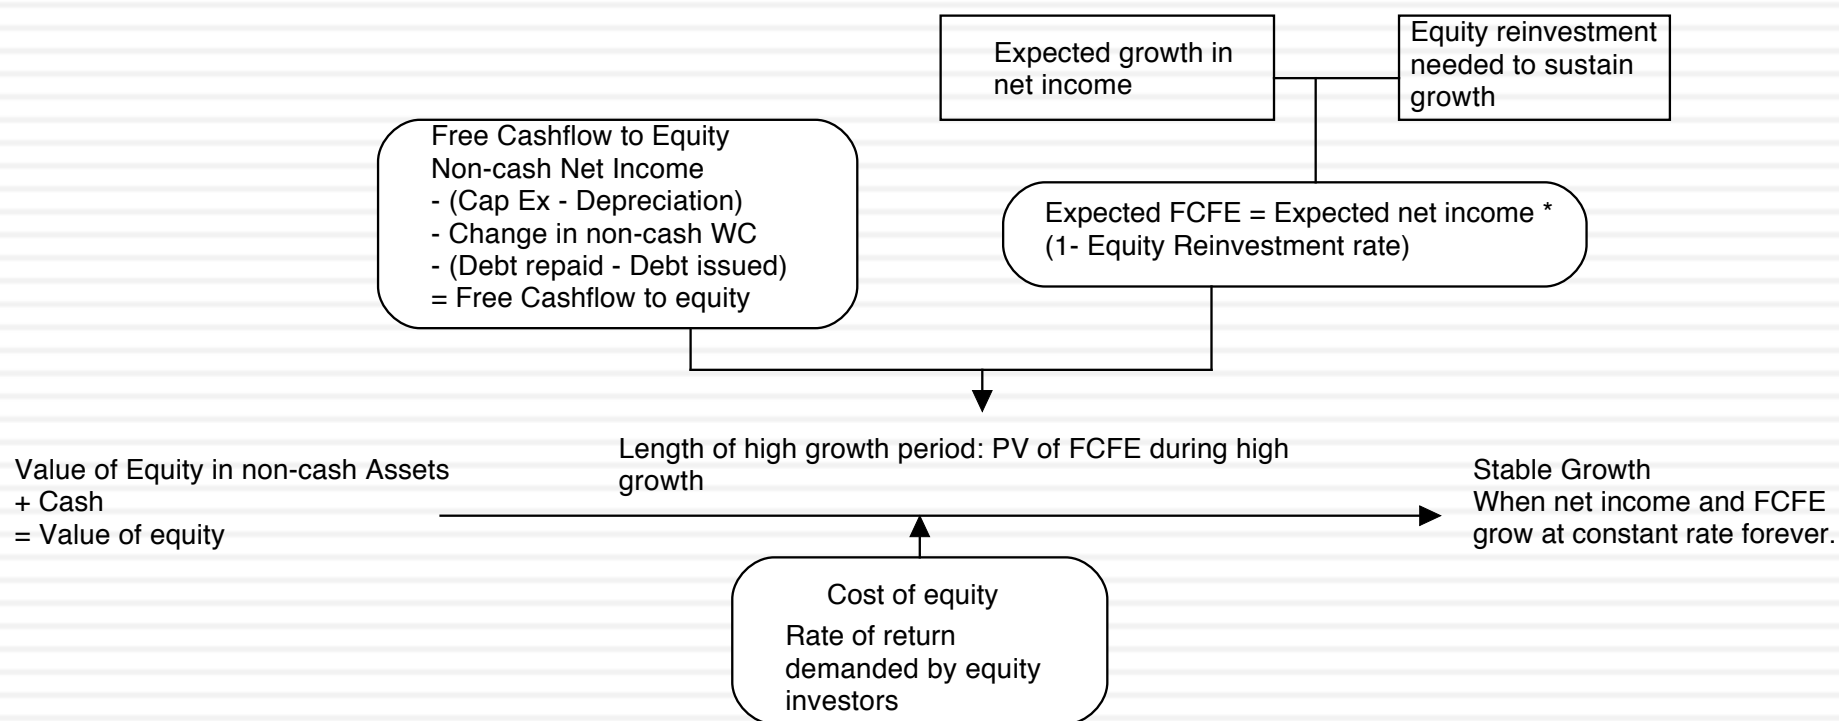 Expected growth in
net income
Equity reinvestment
needed to sustain
growth
Free Cashflow to Equity
Non-cash Net Income
- (Cap Ex - Depreciation)
- Change in non-cash WC
- (Debt repaid - Debt issued)
= Free Cashflow to equity
Expected FCFE = Expected net income *
(1- Equity Reinvestment rate)
Length of high growth period: PV of FCFE during high
growth
Value of Equity in non-cash Assets
+ Cash
= Value of equity
Stable Growth
When net income and FCFE
grow at constant rate forever.
Cost of equity
Rate of return
demanded by equity
investors